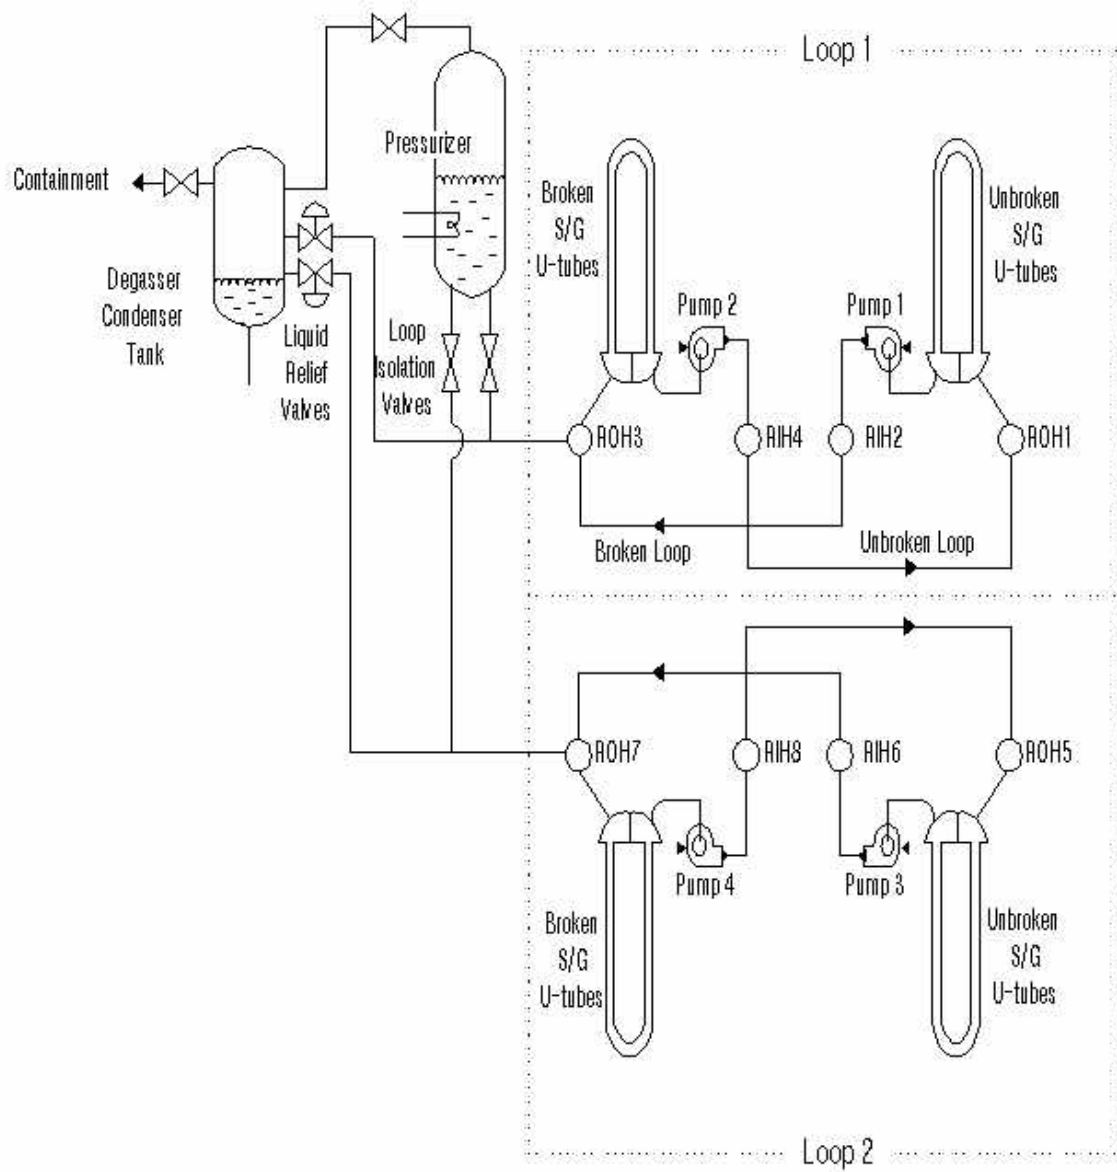 Loop 1
Pressurizer
Containment
Broken
S/G
U-tubes
Unbroken
S/G
U-tubes
Degasser
Condenser
Tank
Liquid
Relief
Valves
Loop
Isolation
Valves
Pump 2
Pump 1
ROH3
RIH4
RIH2
ROH1
Broken Loop
Unbroken Loop
ROH7
RIH8
RIH6
ROH5
Pump 4
Pump 3
Broken
S/G
U-tubes
Unbroken
S/G
U-tubes
Loop 2